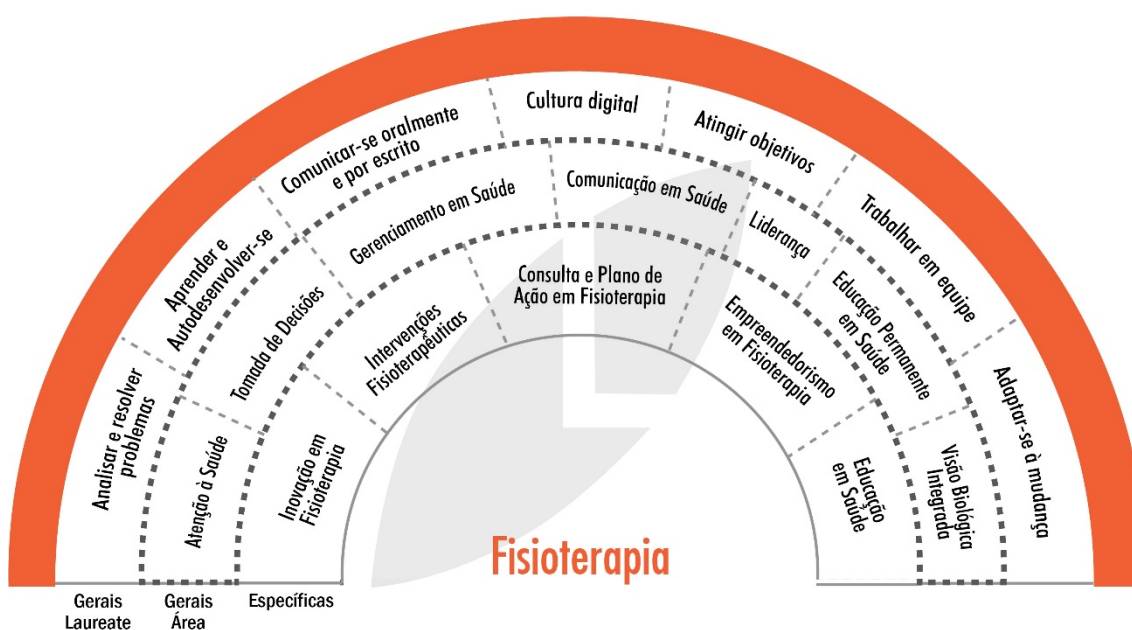 Analisar e resolver
problemas
Aprender e
Autodesenvolver-se
Comunicar-se oralmente
e por escrito
Cultura digital
Atingir objetivos
Trabalhar em equipe
Adaptar-se à mudança
Atenção à Saúde
Tomada de Decisões
Gerenciamento em Saúde
Comunicação em Saúde
Liderança
Educação Permanente
em Saúde
Visão Biológica
Integrada
Inovação em
Fisioterapia
Intervenções
Fisioterapêuticas
Consulta e Plano de
Ação em Fisioterapia
Empreendedorismo
em Fisioterapia
Educação
em Saúde
Fisioterapia
Gerais
Laureate
Gerais
Área
Específicas